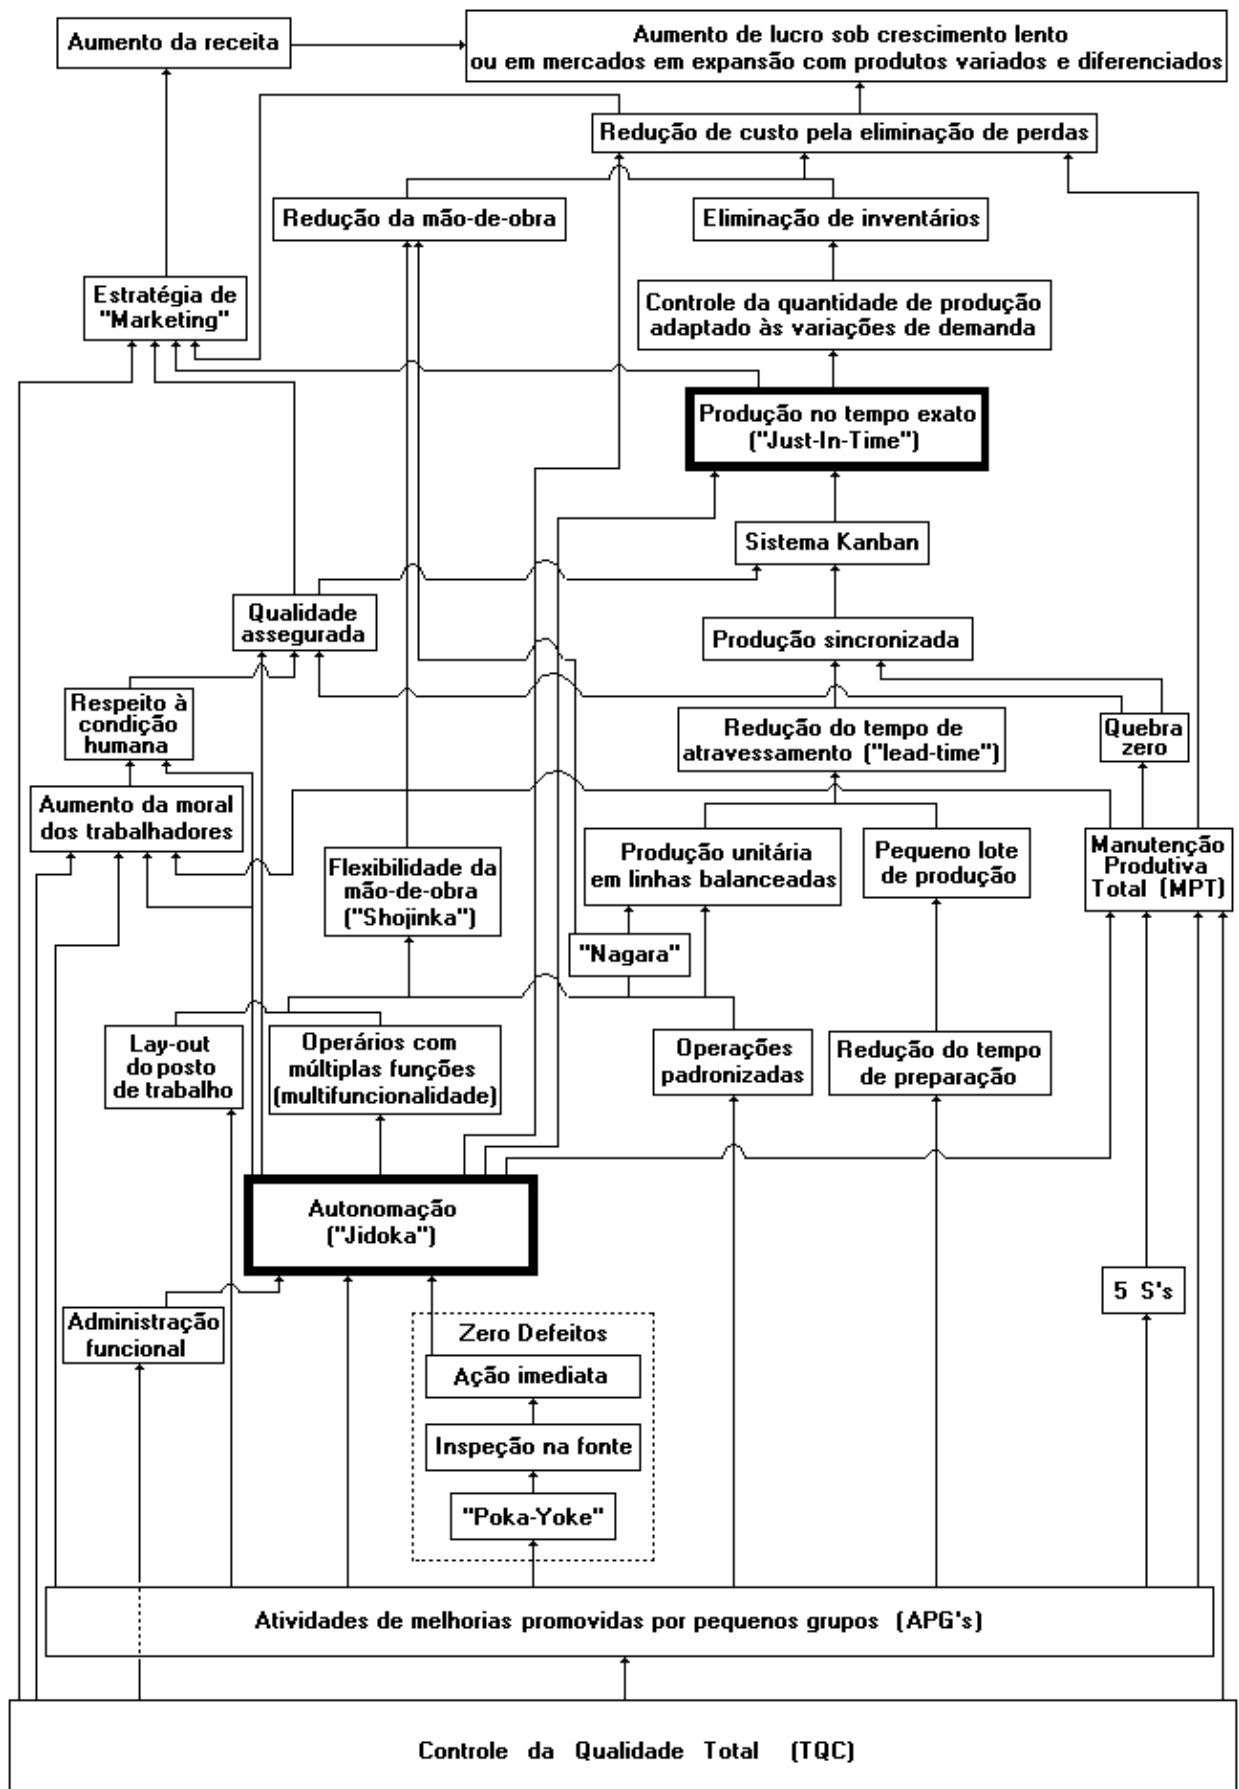 Aumento da receita
Aumento de lucro sob crescimento lento
ou em mercados em expansão com produtos variados e diferenciados
Redução de custo pela eliminação de perdas
Redução da mão-de-obra
Eliminação de inventários
Estratégia de
"Marketing"
Controle da quantidade de produção
adaptado às variações de demanda
Produção no tempo exato
("Just-In-Time")
Sistema Kanban
Qualidade
assegurada
Produção sincronizada
Respeito à
condição
humana
Redução do tempo de
atravessamento ("lead-time")
Quebra
zero
Aumento da moral
dos trabalhadores
Flexibilidade da
mão-de-obra
("Shojinka")
Produção unitária
em linhas balanceadas
Pequeno lote
de produção
Manutenção
Produtiva
Total (MPT)
"Nagara"
Lay-out
do posto
de trabalho
Operários com
múltiplas funções
(multifuncionalidade)
Operações
padronizadas
Redução do tempo
de preparação
Autonomação
("Jidoka")
5 S's
Administração
funcional
Zero Defeitos
Ação imediata
Inspeção na fonte
"Poka-Yoke"
Atividades de melhorias promovidas por pequenos grupos (APG's)
Controle da Qualidade Total (TQC)